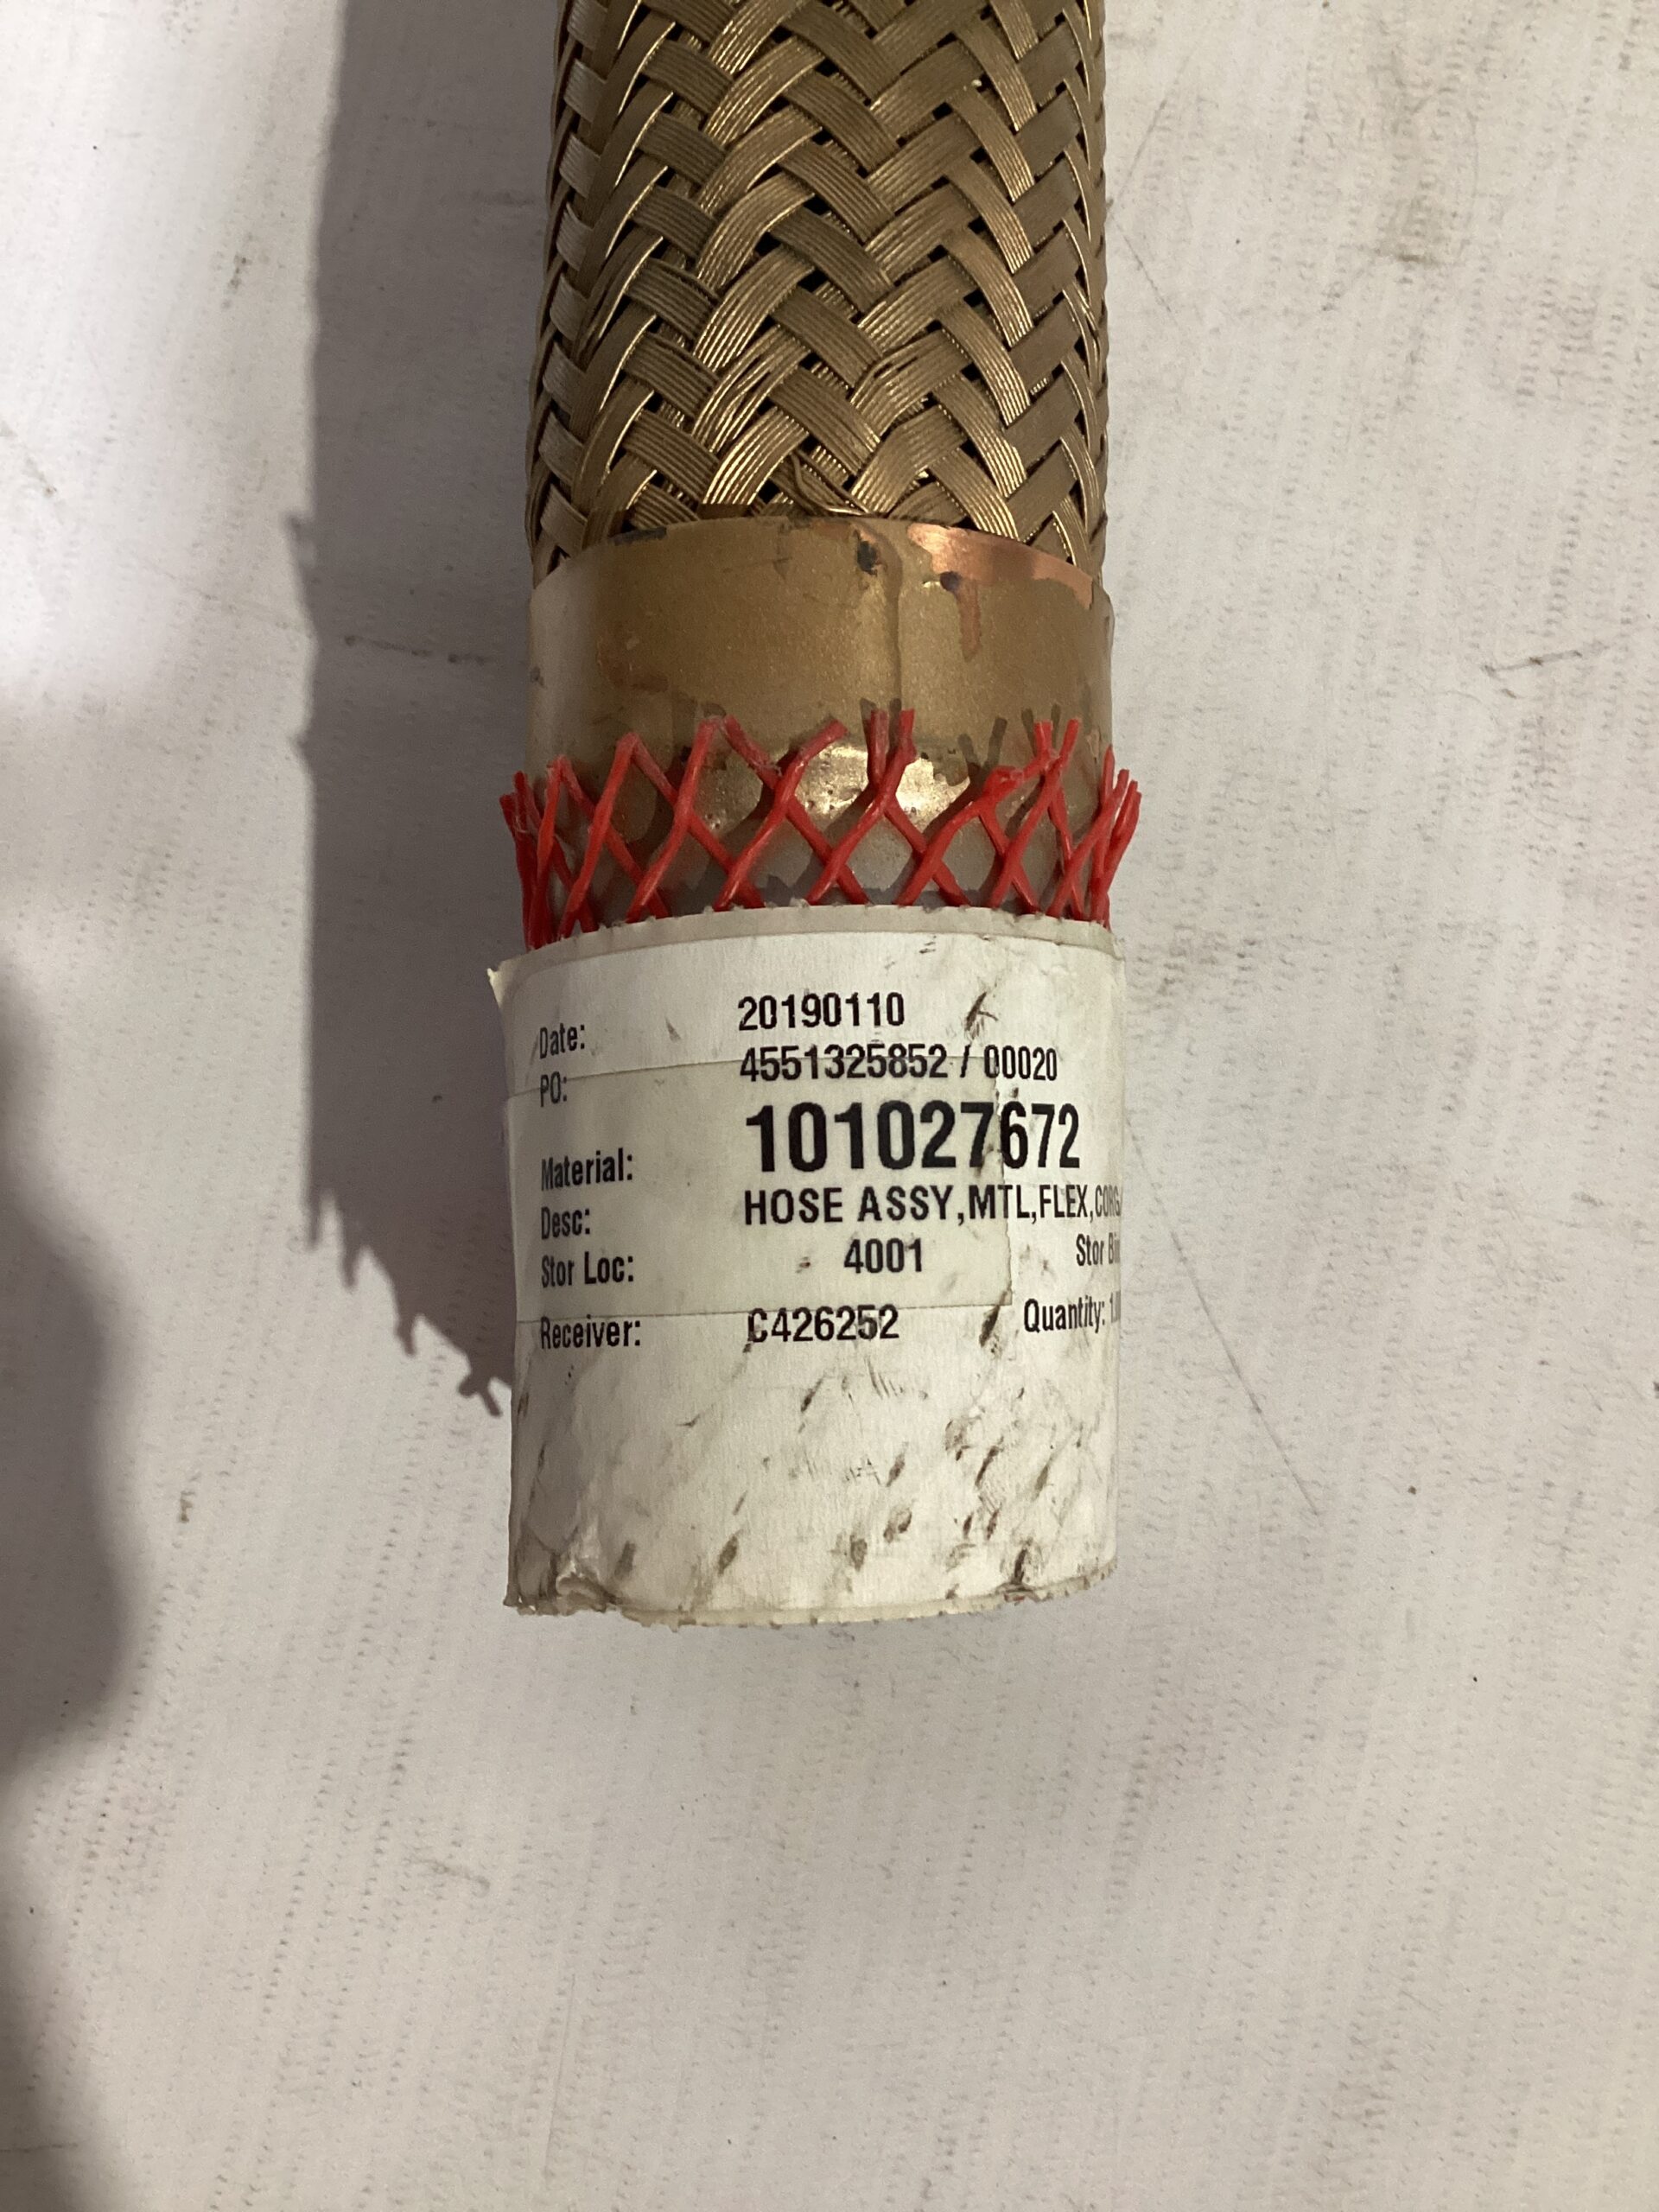 Date: 20190110
PO: 4551325852 / 00020
Material: 101027672
Desc: HOSE ASSY,MTL,FLEX,CORG
Stor Loc: 4001 Stor Bin
Receiver: C426252 Quantity: